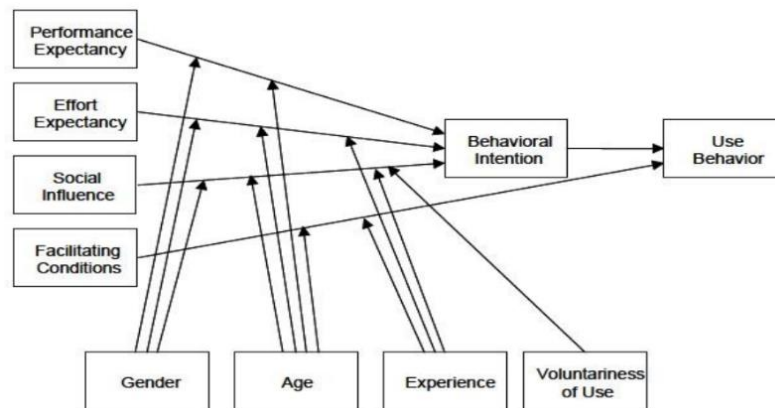 Performance
Expectancy
Effort
Expectancy
Social
Influence
Facilitating
Conditions
Behavioral
Intention
Use
Behavior
Gender
Age
Experience
Voluntariness
of Use